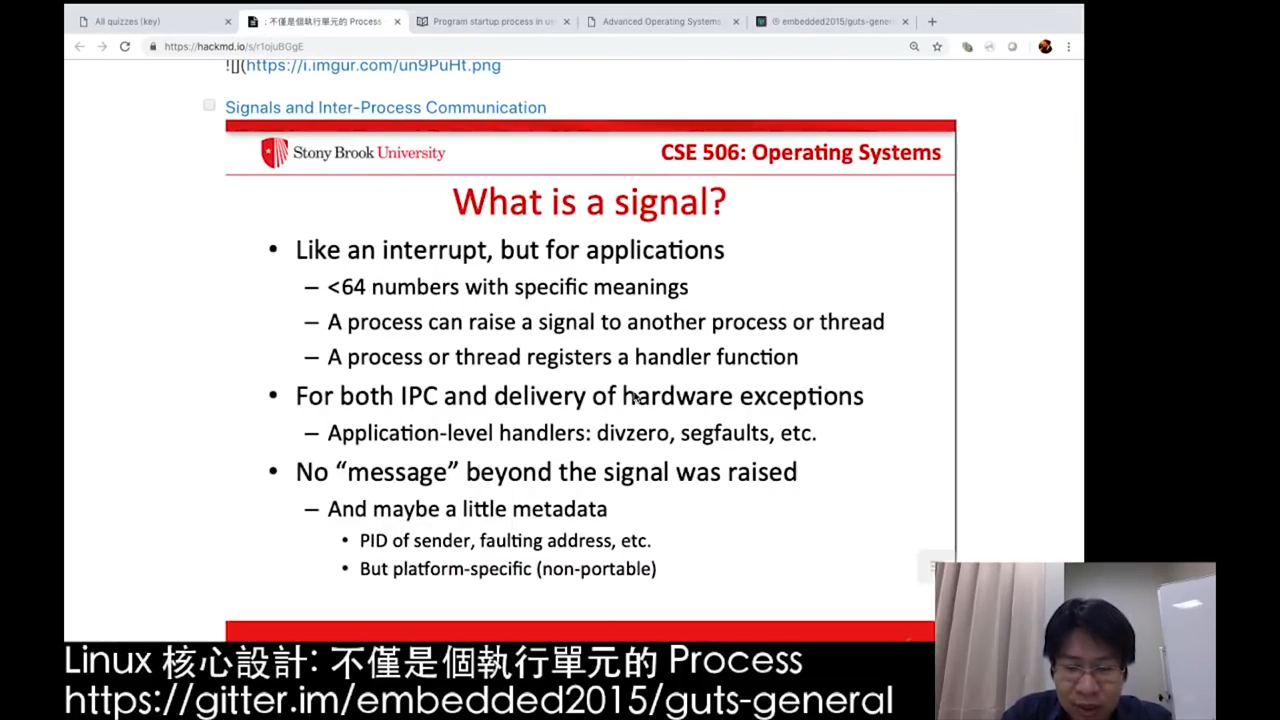 All quizzes (key)
: 不僅是個執行單元的 Process
Program startup process in us
Advanced Operating Systems
embedded2015/guts-gener
https://hackmd.io/s/r1ojuBGgE
![](https://i.imgur.com/un9PuHt.png
Signals and Inter-Process Communication
Stony Brook University
CSE 506: Operating Systems
What is a signal?
• Like an interrupt, but for applications
– <64 numbers with specific meanings
– A process can raise a signal to another process or thread
– A process or thread registers a handler function
• For both IPC and delivery of hardware exceptions
– Application-level handlers: divzero, segfaults, etc.
• No “message” beyond the signal was raised
– And maybe a little metadata
• PID of sender, faulting address, etc.
• But platform-specific (non-portable)
Linux 核心設計: 不僅是個執行單元的 Process
https://gitter.im/embedded2015/guts-general